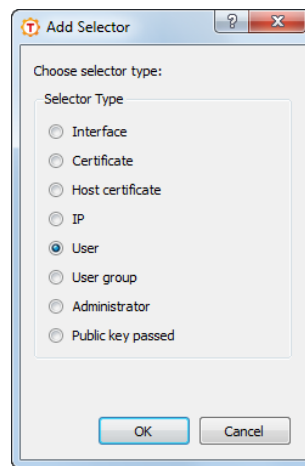 Add Selector
Choose selector type:
Selector Type
Interface
Certificate
Host certificate
IP
User
User group
Administrator
Public key passed
OK
Cancel